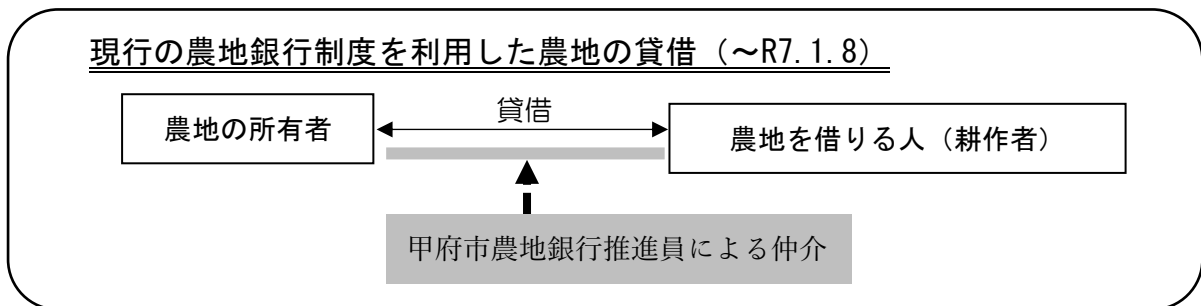 現行の農地銀行制度を利用した農地の貸借（～R7.1.8）
貸借
農地の所有者
農地を借りる人（耕作者）
甲府市農地銀行推進員による仲介